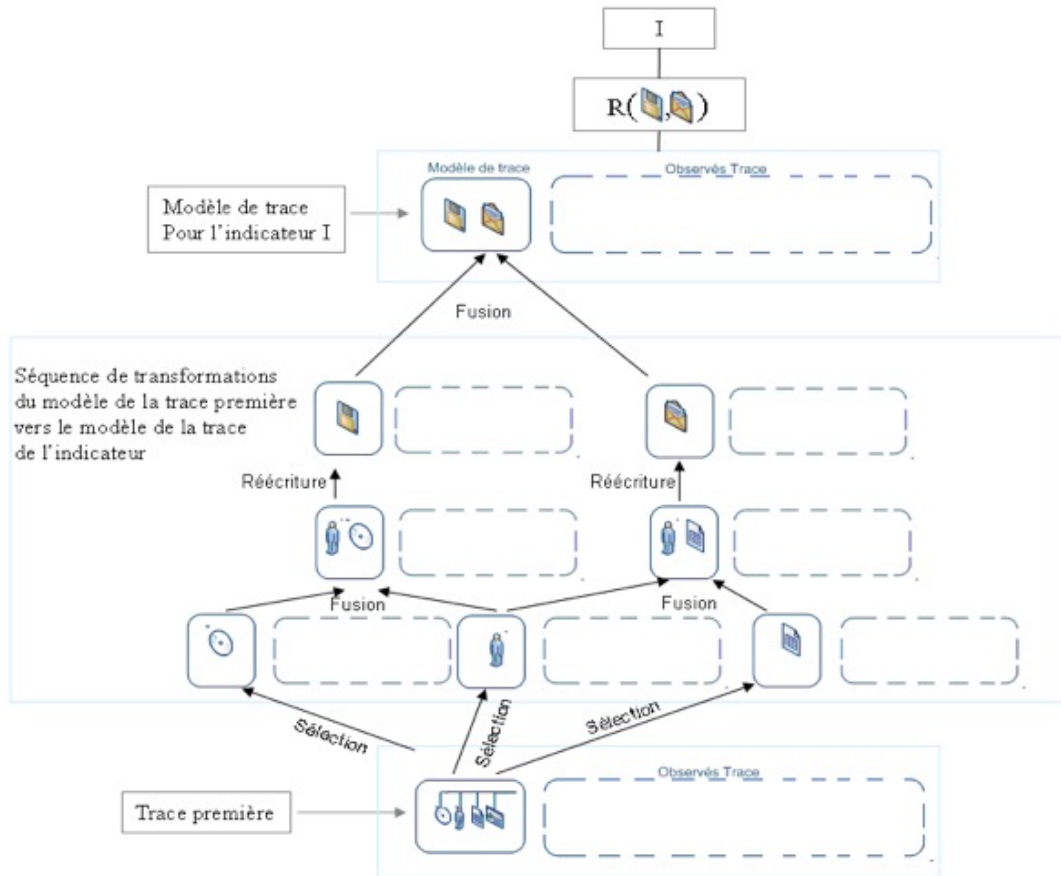 I
R( , )
Modèle de trace
Observés Trace
Modèle de trace
Pour l'indicateur I
Fusion
Séquence de transformations
du modèle de la trace première
vers le modèle de la trace
de l'indicateur
Réécriture
Réécriture
Fusion
Fusion
Sélection
Sélection
Sélection
Observés Trace
Trace première